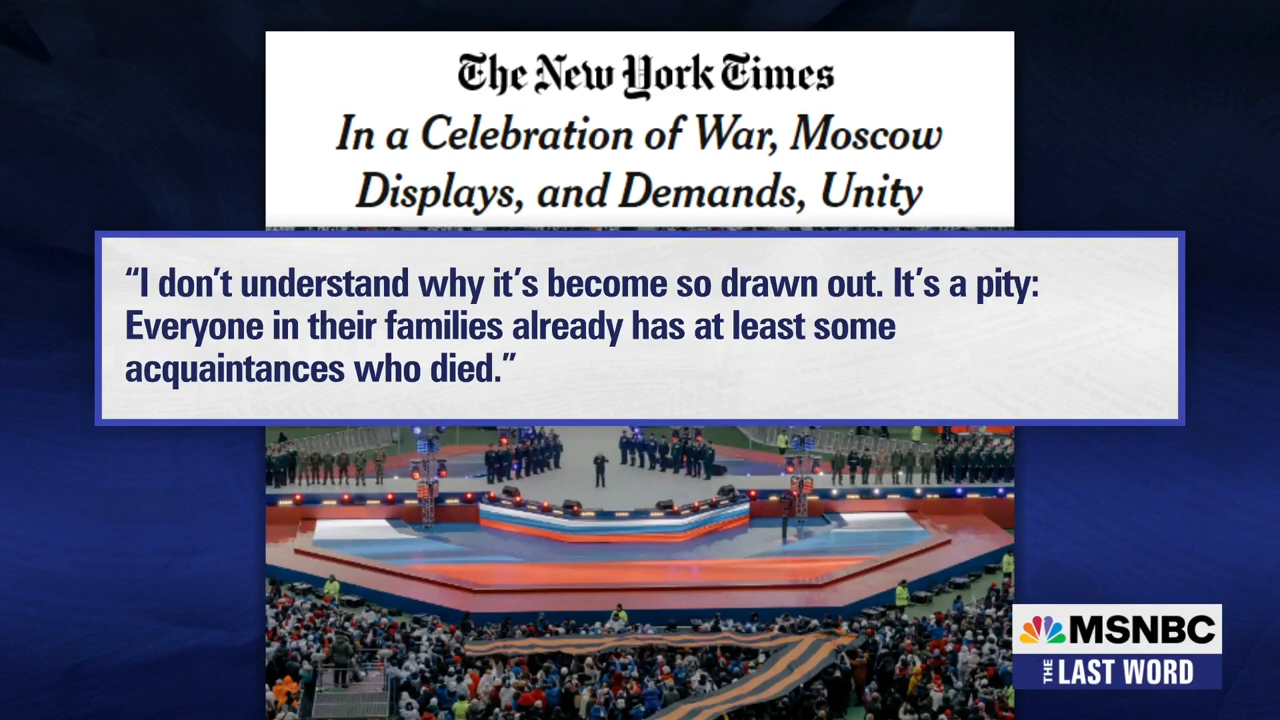 The New York Times
In a Celebration of War, Moscow
Displays, and Demands, Unity
“I don’t understand why it’s become so drawn out. It’s a pity:
Everyone in their families already has at least some
acquaintances who died.”
MSNBC
THE LAST WORD